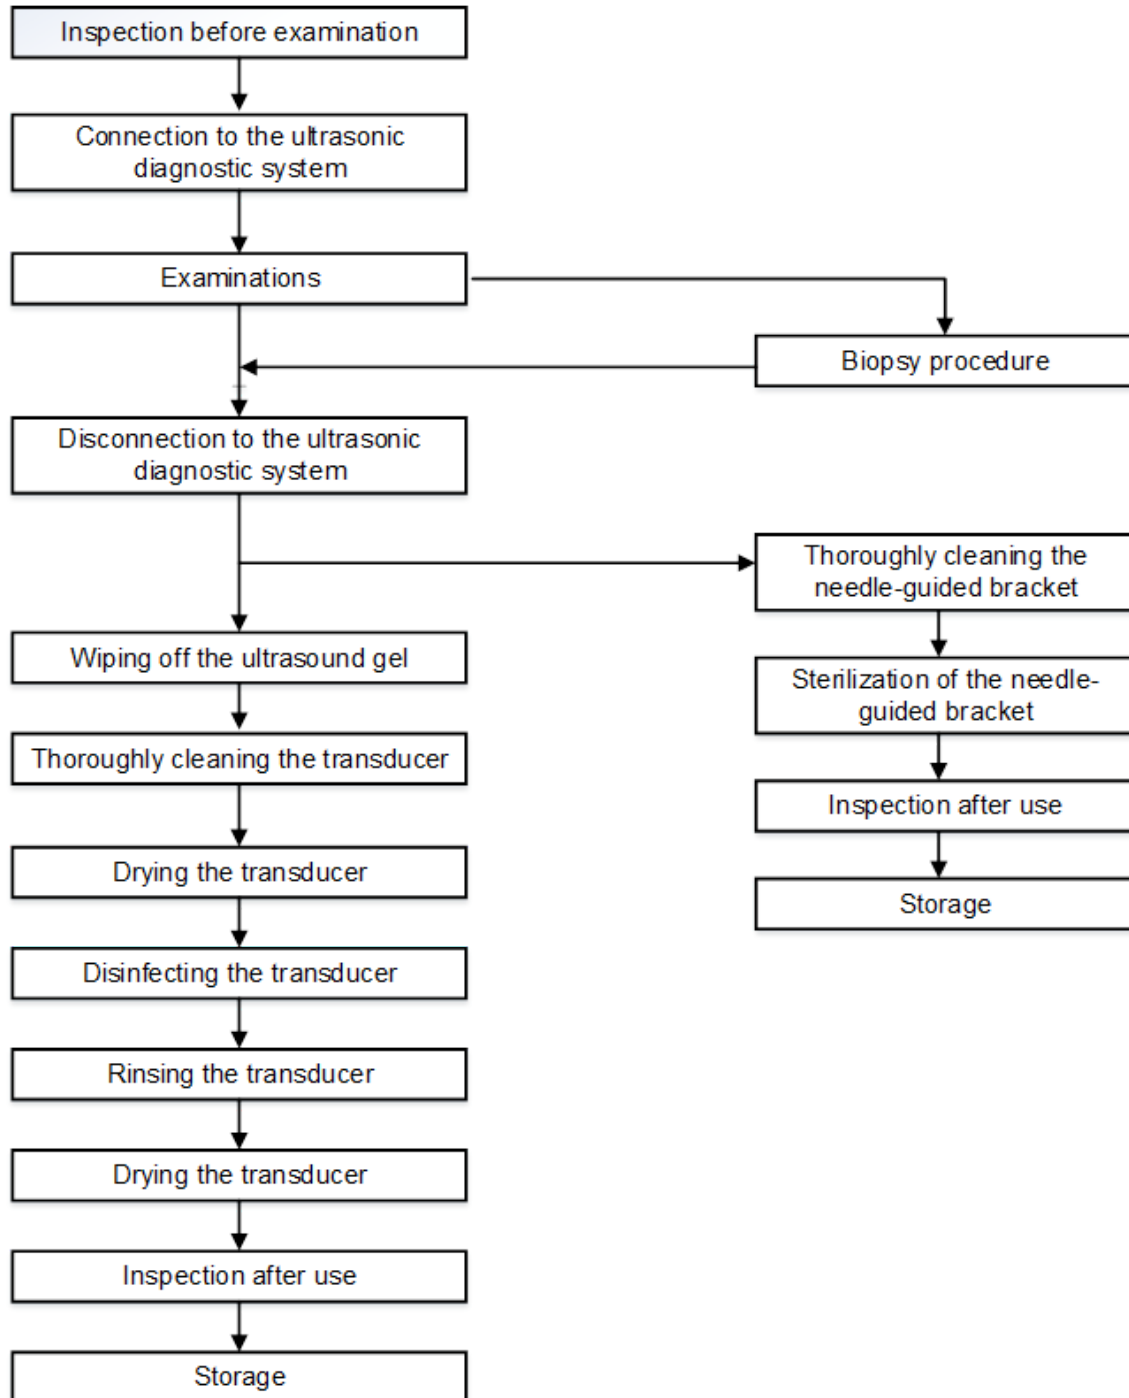 Inspection before examination
Connection to the ultrasonic
diagnostic system
Examinations
Biopsy procedure
Disconnection to the ultrasonic
diagnostic system
Thoroughly cleaning the
needle-guided bracket
Wiping off the ultrasound gel
Sterilization of the needle-
guided bracket
Thoroughly cleaning the transducer
Inspection after use
Drying the transducer
Storage
Disinfecting the transducer
Rinsing the transducer
Drying the transducer
Inspection after use
Storage